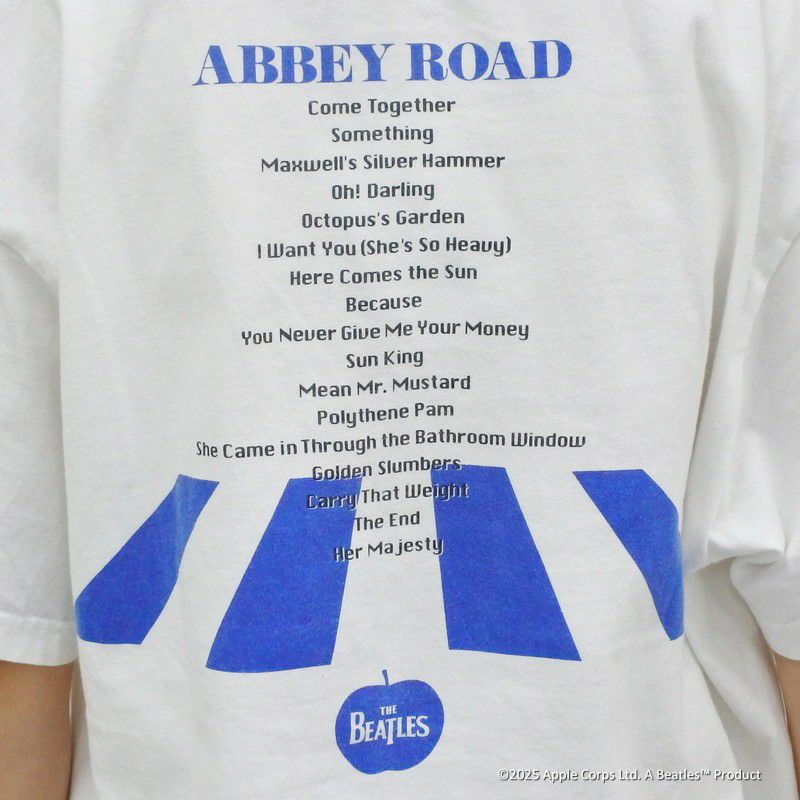 ABBEY ROAD
Come Together
Something
Maxwell's Silver Hammer
Oh! Darling
Octopus's Garden
I Want You (She's So Heavy)
Here Comes the Sun
Because
You Never Give Me Your Money
Sun King
Mean Mr. Mustard
Polythene Pam
She Came in Through the Bathroom Window
Golden Slumbers
Carry That Weight
The End
Her Majesty
THE
BEATLES
©2025 Apple Corps Ltd. A Beatles™ Product